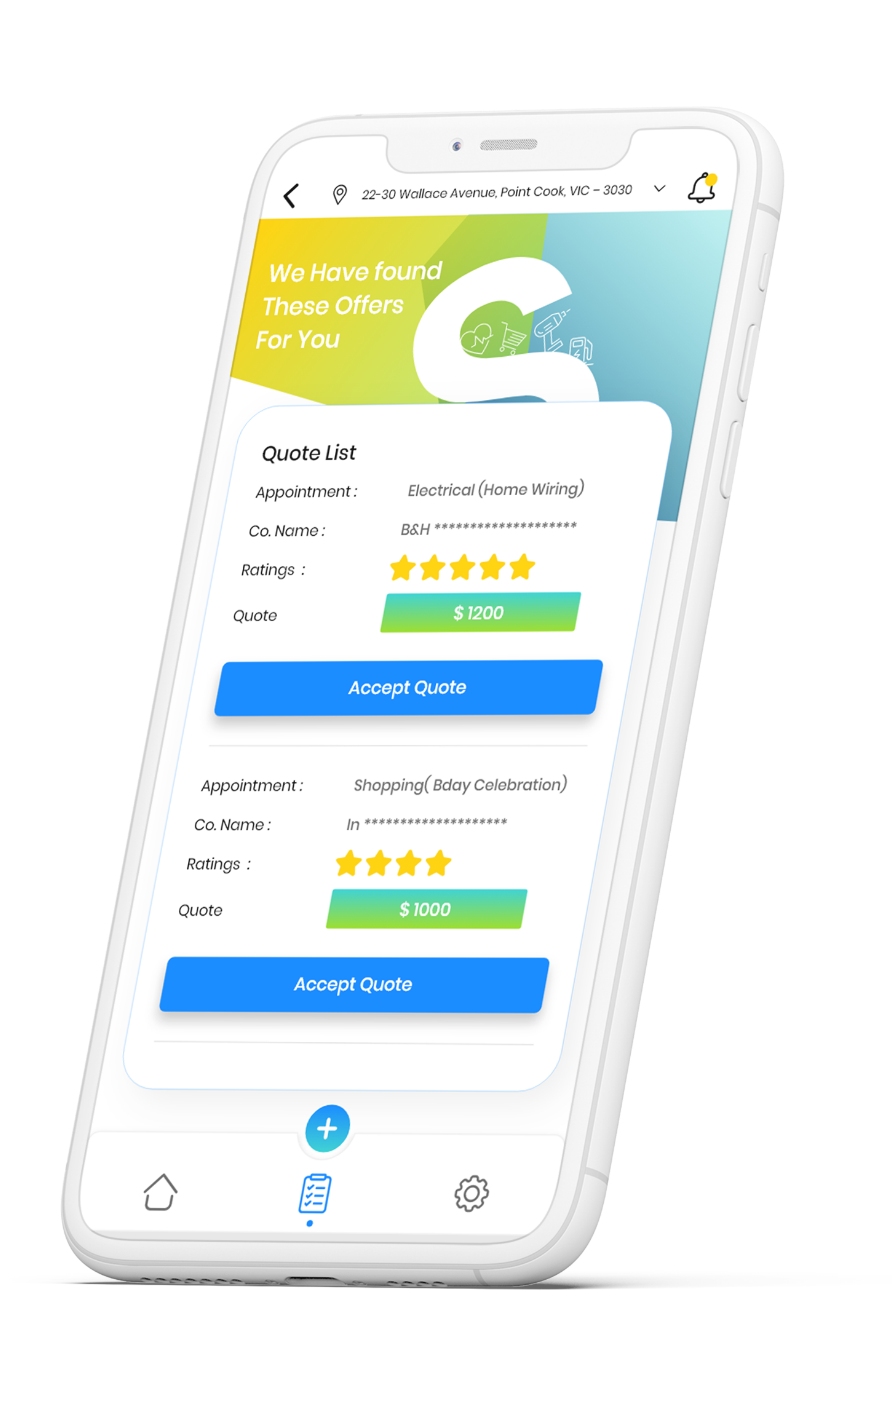 22-30 Wallace Avenue, Point Cook, VIC – 3030
We Have found
These Offers
For You
Quote List
Appointment : Electrical (Home Wiring)
Co. Name : B&H ********************
Ratings :
Quote $ 1200
Accept Quote
Appointment : Shopping( Bday Celebration)
Co. Name : In ********************
Ratings :
Quote $ 1000
Accept Quote